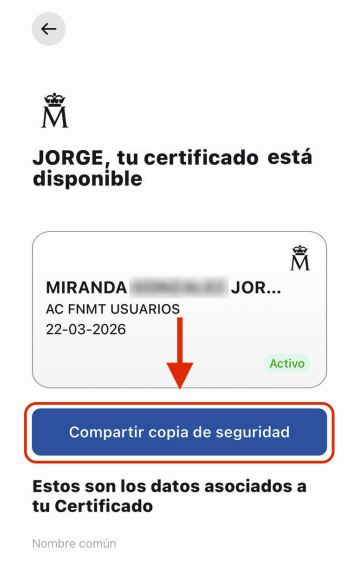 M
JORGE, tu certificado está
disponible
M
MIRANDA JOR...
AC FNMT USUARIOS
22-03-2026
Activo
Compartir copia de seguridad
Estos son los datos asociados a
tu Certificado
Nombre común